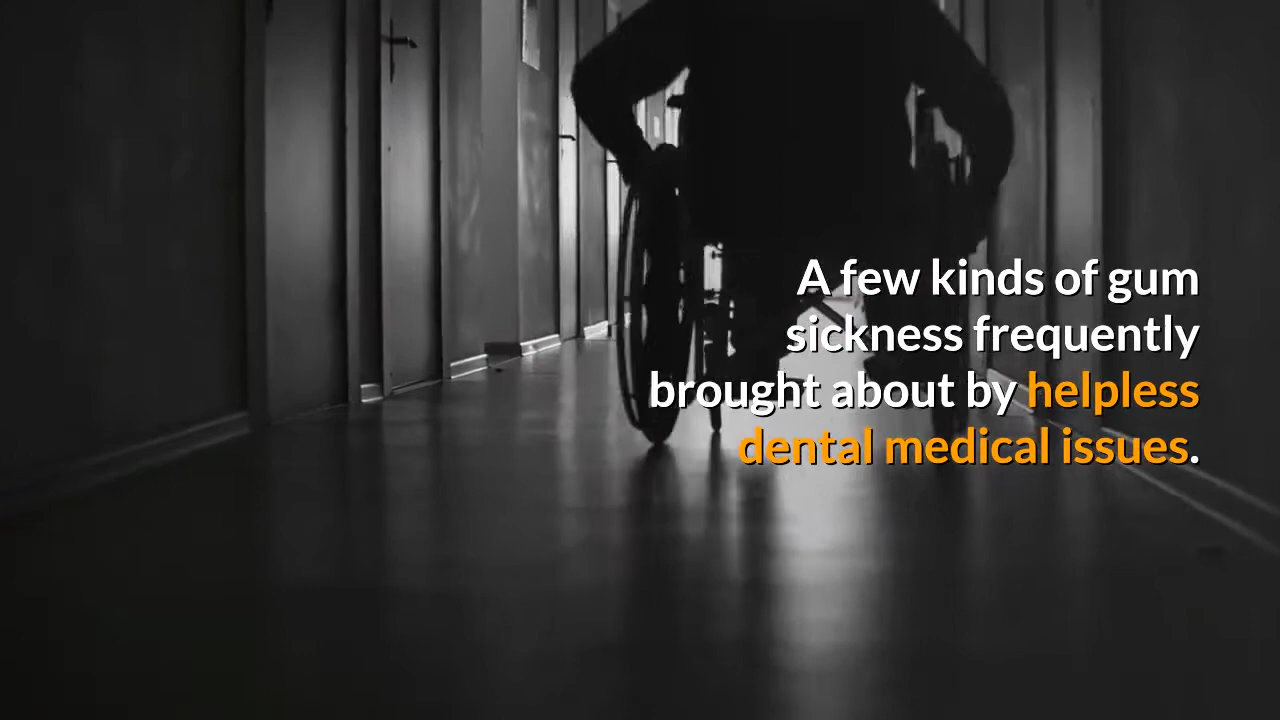 A few kinds of gum
sickness frequently
brought about by helpless
dental medical issues.